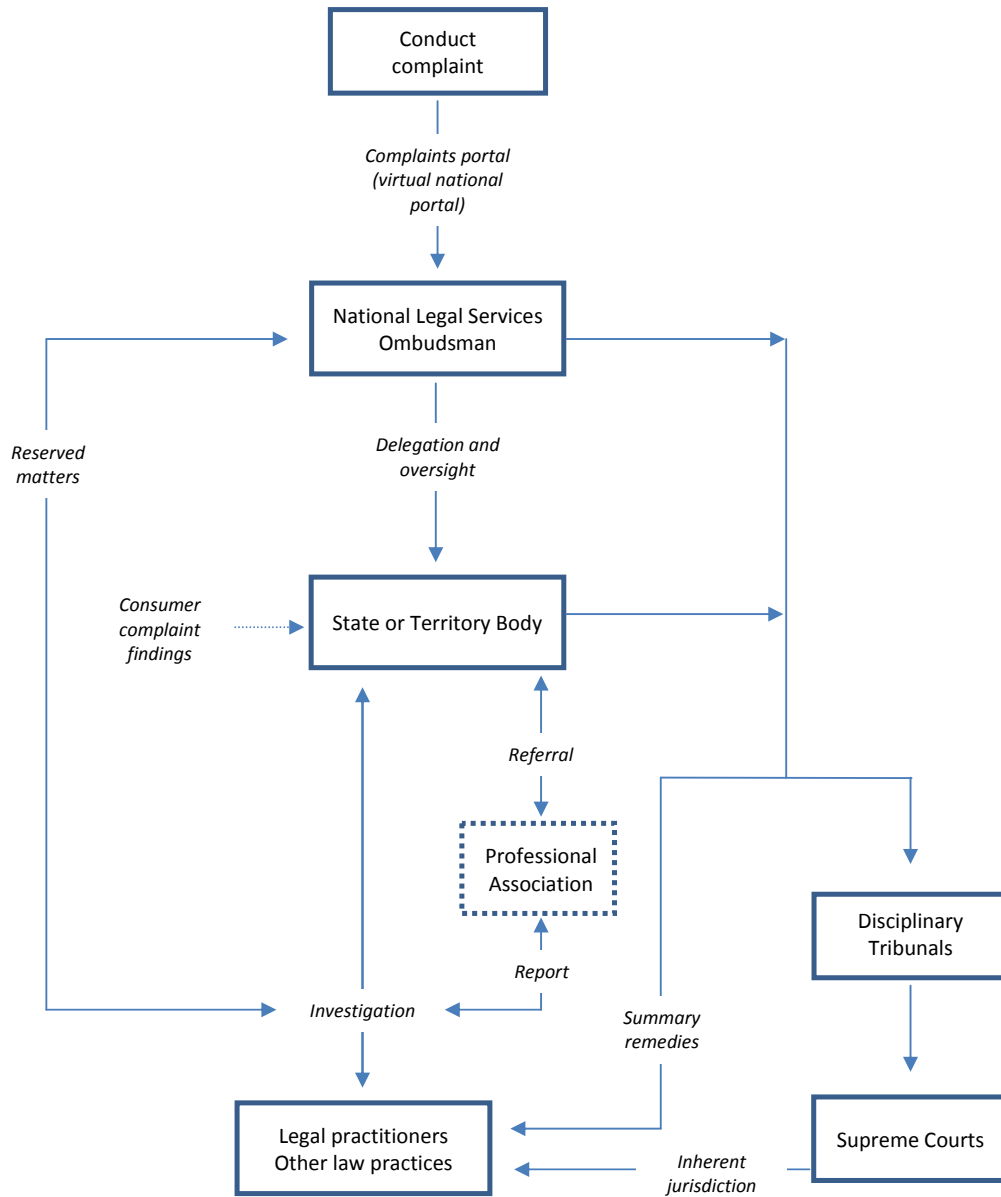 Conduct
complaint
Complaints portal
(virtual national
portal)
National Legal Services
Ombudsman
Reserved
matters
Delegation and
oversight
Consumer
complaint
findings
State or Territory Body
Referral
Professional
Association
Disciplinary
Tribunals
Report
Investigation
Summary
remedies
Legal practitioners
Other law practices
Supreme Courts
Inherent
jurisdiction